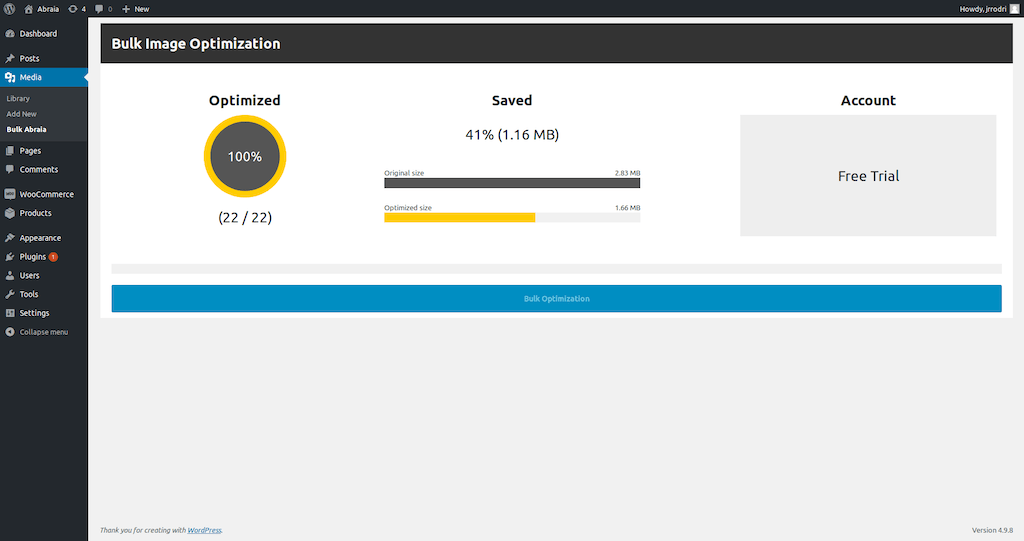 Abraia 4 0 New Howdy, jrrodri
Dashboard
Posts
Media
Library
Add New
Bulk Abraia
Pages
Comments
WooCommerce
Products
Appearance
Plugins 1
Users
Tools
Settings
Collapse menu
Bulk Image Optimization
Optimized
100%
(22 / 22)
Saved
41% (1.16 MB)
Original size 2.83 MB
Optimized size 1.66 MB
Account
Free Trial
Bulk Optimization
Thank you for creating with WordPress. Version 4.9.8